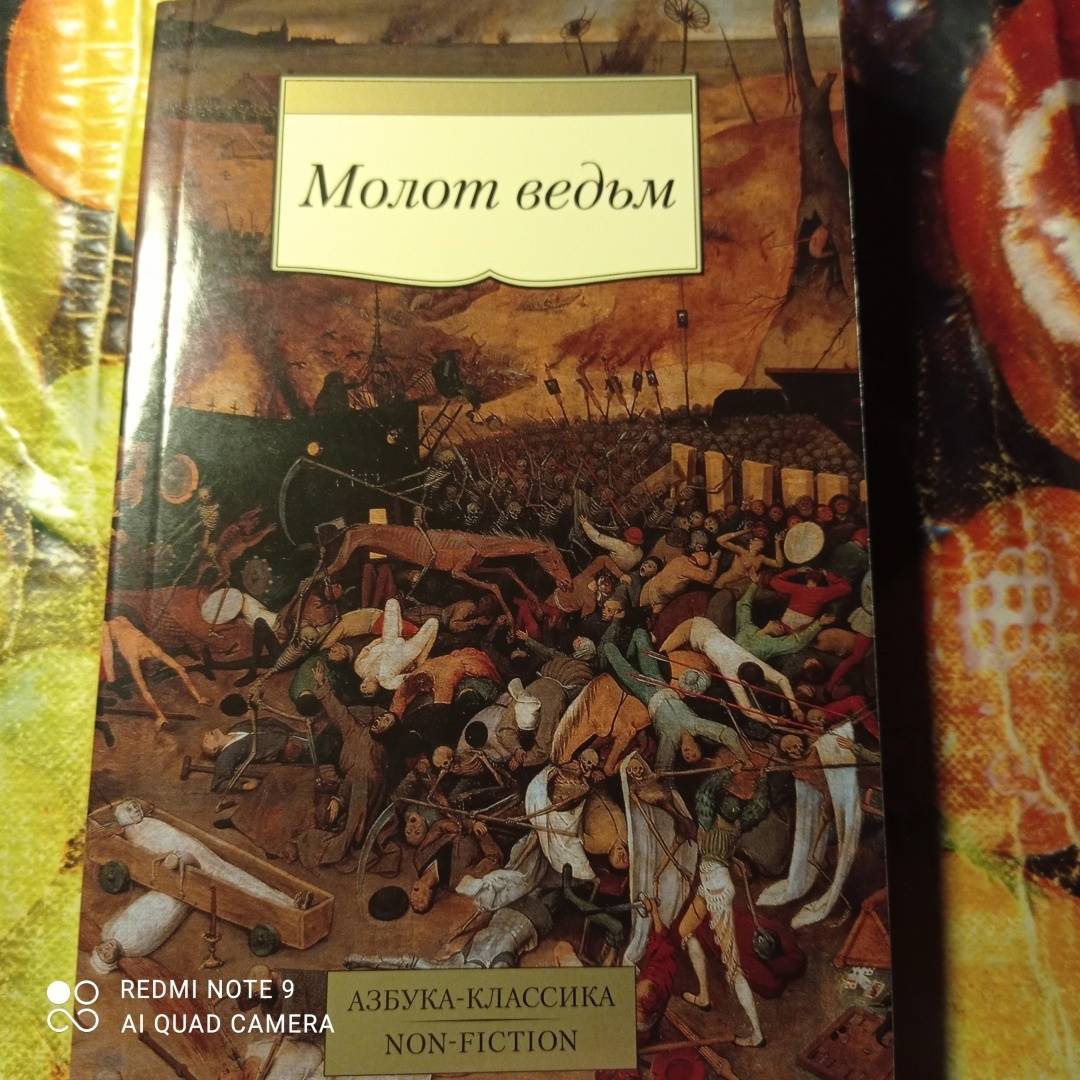 Молот ведьм
АЗБУКА-КЛАССИКА
NON-FICTION
REDMI NOTE 9
AI QUAD CAMERA